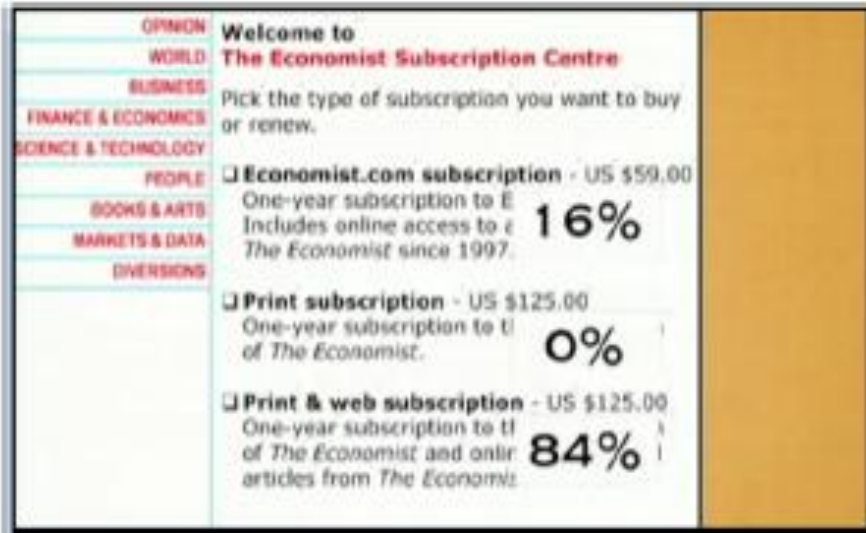 OPINION
WORLD
BUSINESS
FINANCE & ECONOMICS
SCIENCE & TECHNOLOGY
PEOPLE
BOOKS & ARTS
MARKETS & DATA
DIVERSIONS
Welcome to
The Economist Subscription Centre
Pick the type of subscription you want to buy
or renew.
Economist.com subscription - US $59.00
One-year subscription to E
Includes online access to a
The Economist since 1997.
16%
Print subscription - US $125.00
One-year subscription to t
of The Economist.
0%
Print & web subscription - US $125.00
One-year subscription to t
of The Economist and onlin
articles from The Economis
84%